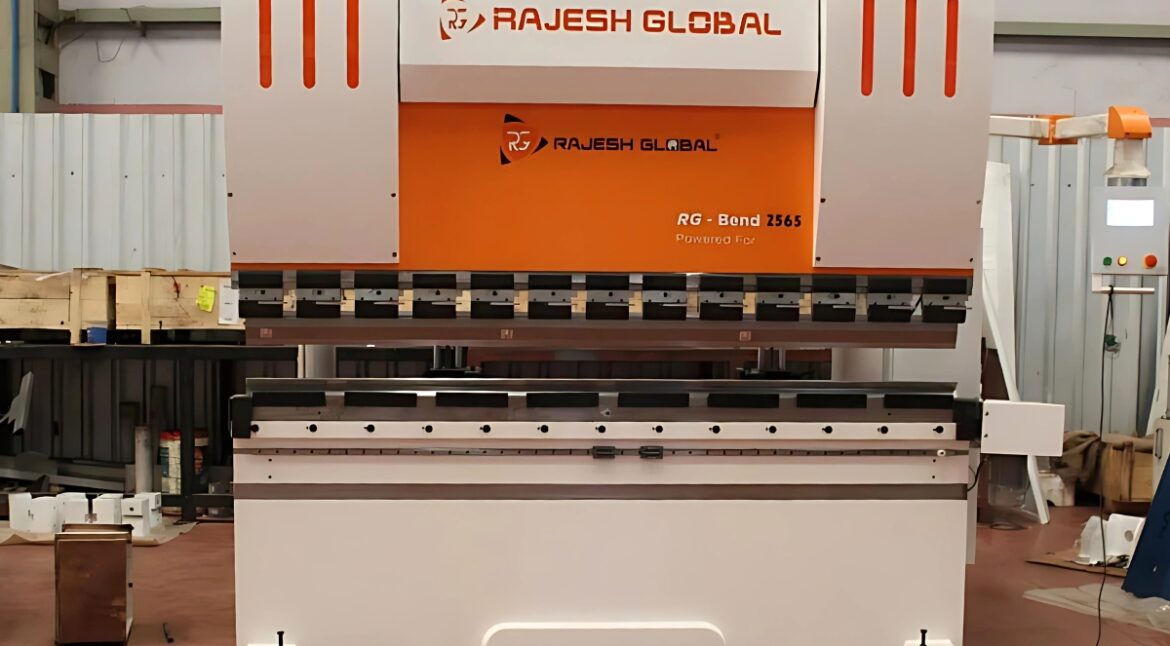 RG RAJESH GLOBAL
RG RAJESH GLOBAL
RG - Bend 2565
Powered For